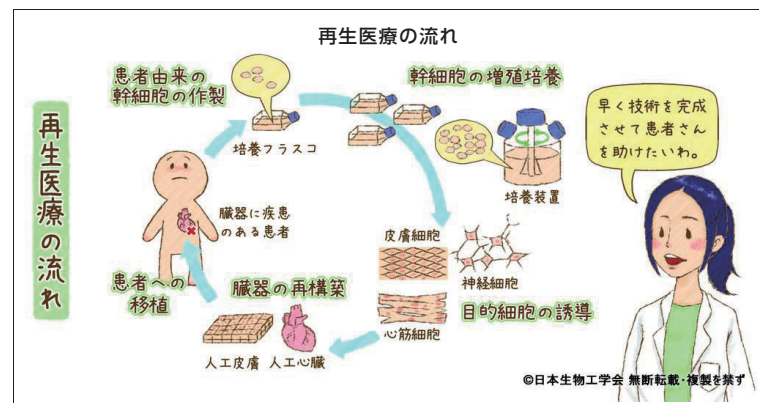 再生医療の流れ
再生医療の流れ
患者由来の
幹細胞の作製
培養フラスコ
幹細胞の増殖培養
培養装置
早く技術を完成
させて患者さん
を助けたいわ。
臓器に疾患
のある患者
皮膚細胞
神経細胞
心筋細胞
目的細胞の誘導
臓器の再構築
人工皮膚 人工心臓
患者への
移植
©日本生物工学会 無断転載・複製を禁ず